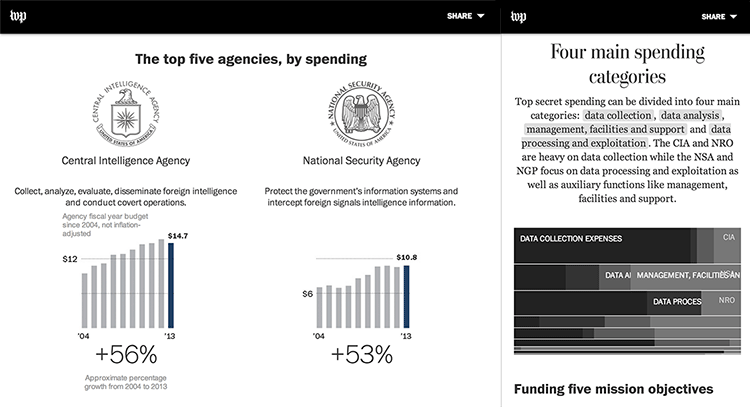 wp
SHARE
The top five agencies, by spending
CENTRAL INTELLIGENCE AGENCY
UNITED STATES OF AMERICA
NATIONAL SECURITY AGENCY
UNITED STATES OF AMERICA
Central Intelligence Agency
National Security Agency
Collect, analyze, evaluate, disseminate foreign intelligence
and conduct covert operations.
Protect the government's information systems and
intercept foreign signals intelligence information.
Agency fiscal year budget
since 2004, not inflation-
adjusted
$14.7
$12
'04
'13
+56%
Approximate percentage
growth from 2004 to 2013
$10.8
$6
'04
'13
+53%
wp
SHARE
Four main spending
categories
Top secret spending can be divided into four main
categories: data collection, data analysis,
management, facilities and support and data
processing and exploitation. The CIA and NRO
are heavy on data collection while the NSA and
NGP focus on data processing and exploitation as
well as auxiliary functions like management,
facilities and support.
DATA COLLECTION EXPENSES
CIA
DATA A
MANAGEMENT, FACILITIES AN
DATA PROCES
NRO
Funding five mission objectives